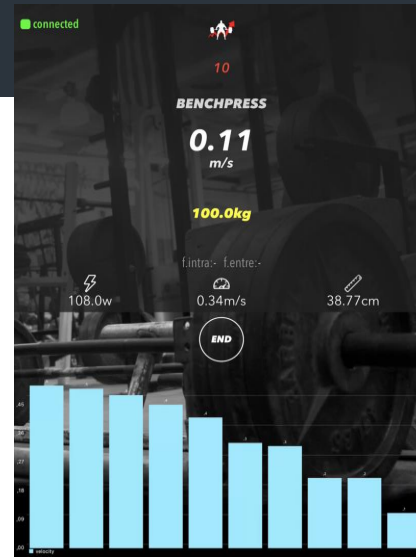 connected
10
BENCHPRESS
0.11
m/s
100.0kg
f.intra:- f.entre:-
108.0w 0.34m/s 38.77cm
END
,45
,36
,27
,18
,09
,00
velocity